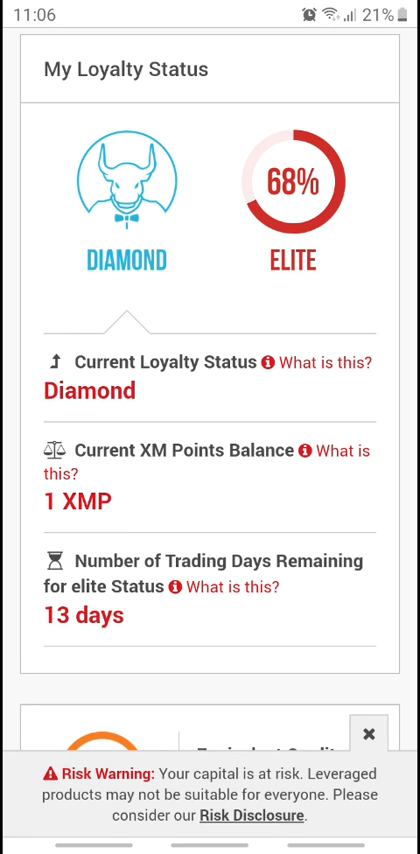 11:06 21%
My Loyalty Status
68%
DIAMOND ELITE
Current Loyalty Status What is this?
Diamond
Current XM Points Balance What is
this?
1 XMP
Number of Trading Days Remaining
for elite Status What is this?
13 days
Risk Warning: Your capital is at risk. Leveraged
products may not be suitable for everyone. Please
consider our Risk Disclosure.